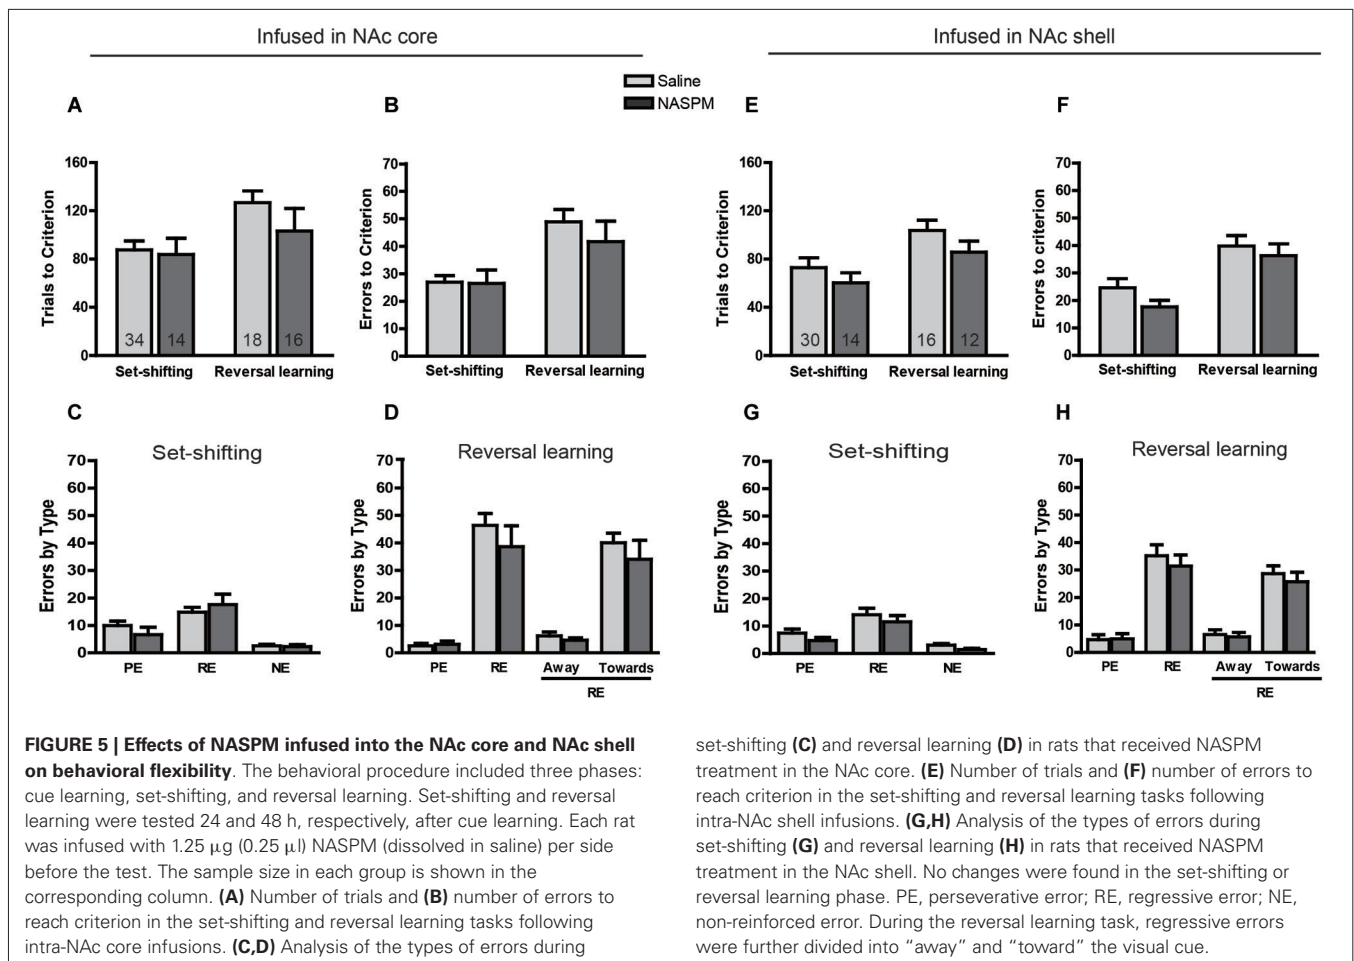 Infused in NAc core
Infused in NAc shell
Saline
NASPM
A
160
120
80
40
0
Trials to Criterion
34
14
18
16
Set-shifting
Reversal learning
B
70
60
50
40
30
20
10
0
Errors to Criterion
Set-shifting
Reversal learning
E
160
120
80
40
0
Trials to Criterion
30
14
16
12
Set-shifting
Reversal learning
F
70
60
50
40
30
20
10
0
Errors to criterion
Set-shifting
Reversal learning
C
Set-shifting
70
60
50
40
30
20
10
0
Errors by Type
PE
RE
NE
D
Reversal learning
70
60
50
40
30
20
10
0
Errors by Type
PE
RE
Away
Towards
RE
G
Set-shifting
70
60
50
40
30
20
10
0
Errors by Type
PE
RE
NE
H
Reversal learning
70
60
50
40
30
20
10
0
Errors by Type
PE
RE
Away
Towards
RE
FIGURE 5 | Effects of NASPM infused into the NAc core and NAc shell
on behavioral flexibility. The behavioral procedure included three phases:
cue learning, set-shifting, and reversal learning. Set-shifting and reversal
learning were tested 24 and 48 h, respectively, after cue learning. Each rat
was infused with 1.25 μg (0.25 μl) NASPM (dissolved in saline) per side
before the test. The sample size in each group is shown in the
corresponding column. (A) Number of trials and (B) number of errors to
reach criterion in the set-shifting and reversal learning tasks following
intra-NAc core infusions. (C,D) Analysis of the types of errors during
set-shifting (C) and reversal learning (D) in rats that received NASPM
treatment in the NAc core. (E) Number of trials and (F) number of errors to
reach criterion in the set-shifting and reversal learning tasks following
intra-NAc shell infusions. (G,H) Analysis of the types of errors during
set-shifting (G) and reversal learning (H) in rats that received NASPM
treatment in the NAc shell. No changes were found in the set-shifting or
reversal learning phase. PE, perseverative error; RE, regressive error; NE,
non-reinforced error. During the reversal learning task, regressive errors
were further divided into “away” and “toward” the visual cue.